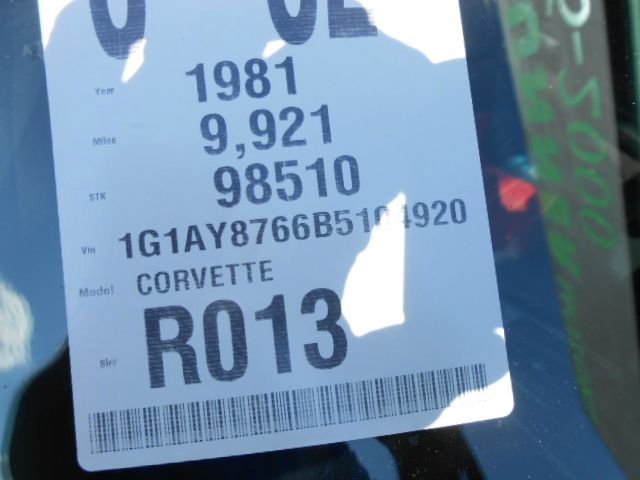 Year 1981
Miles 9,921
STK 98510
Vin 1G1AY8766B5104920
Model CORVETTE
R013